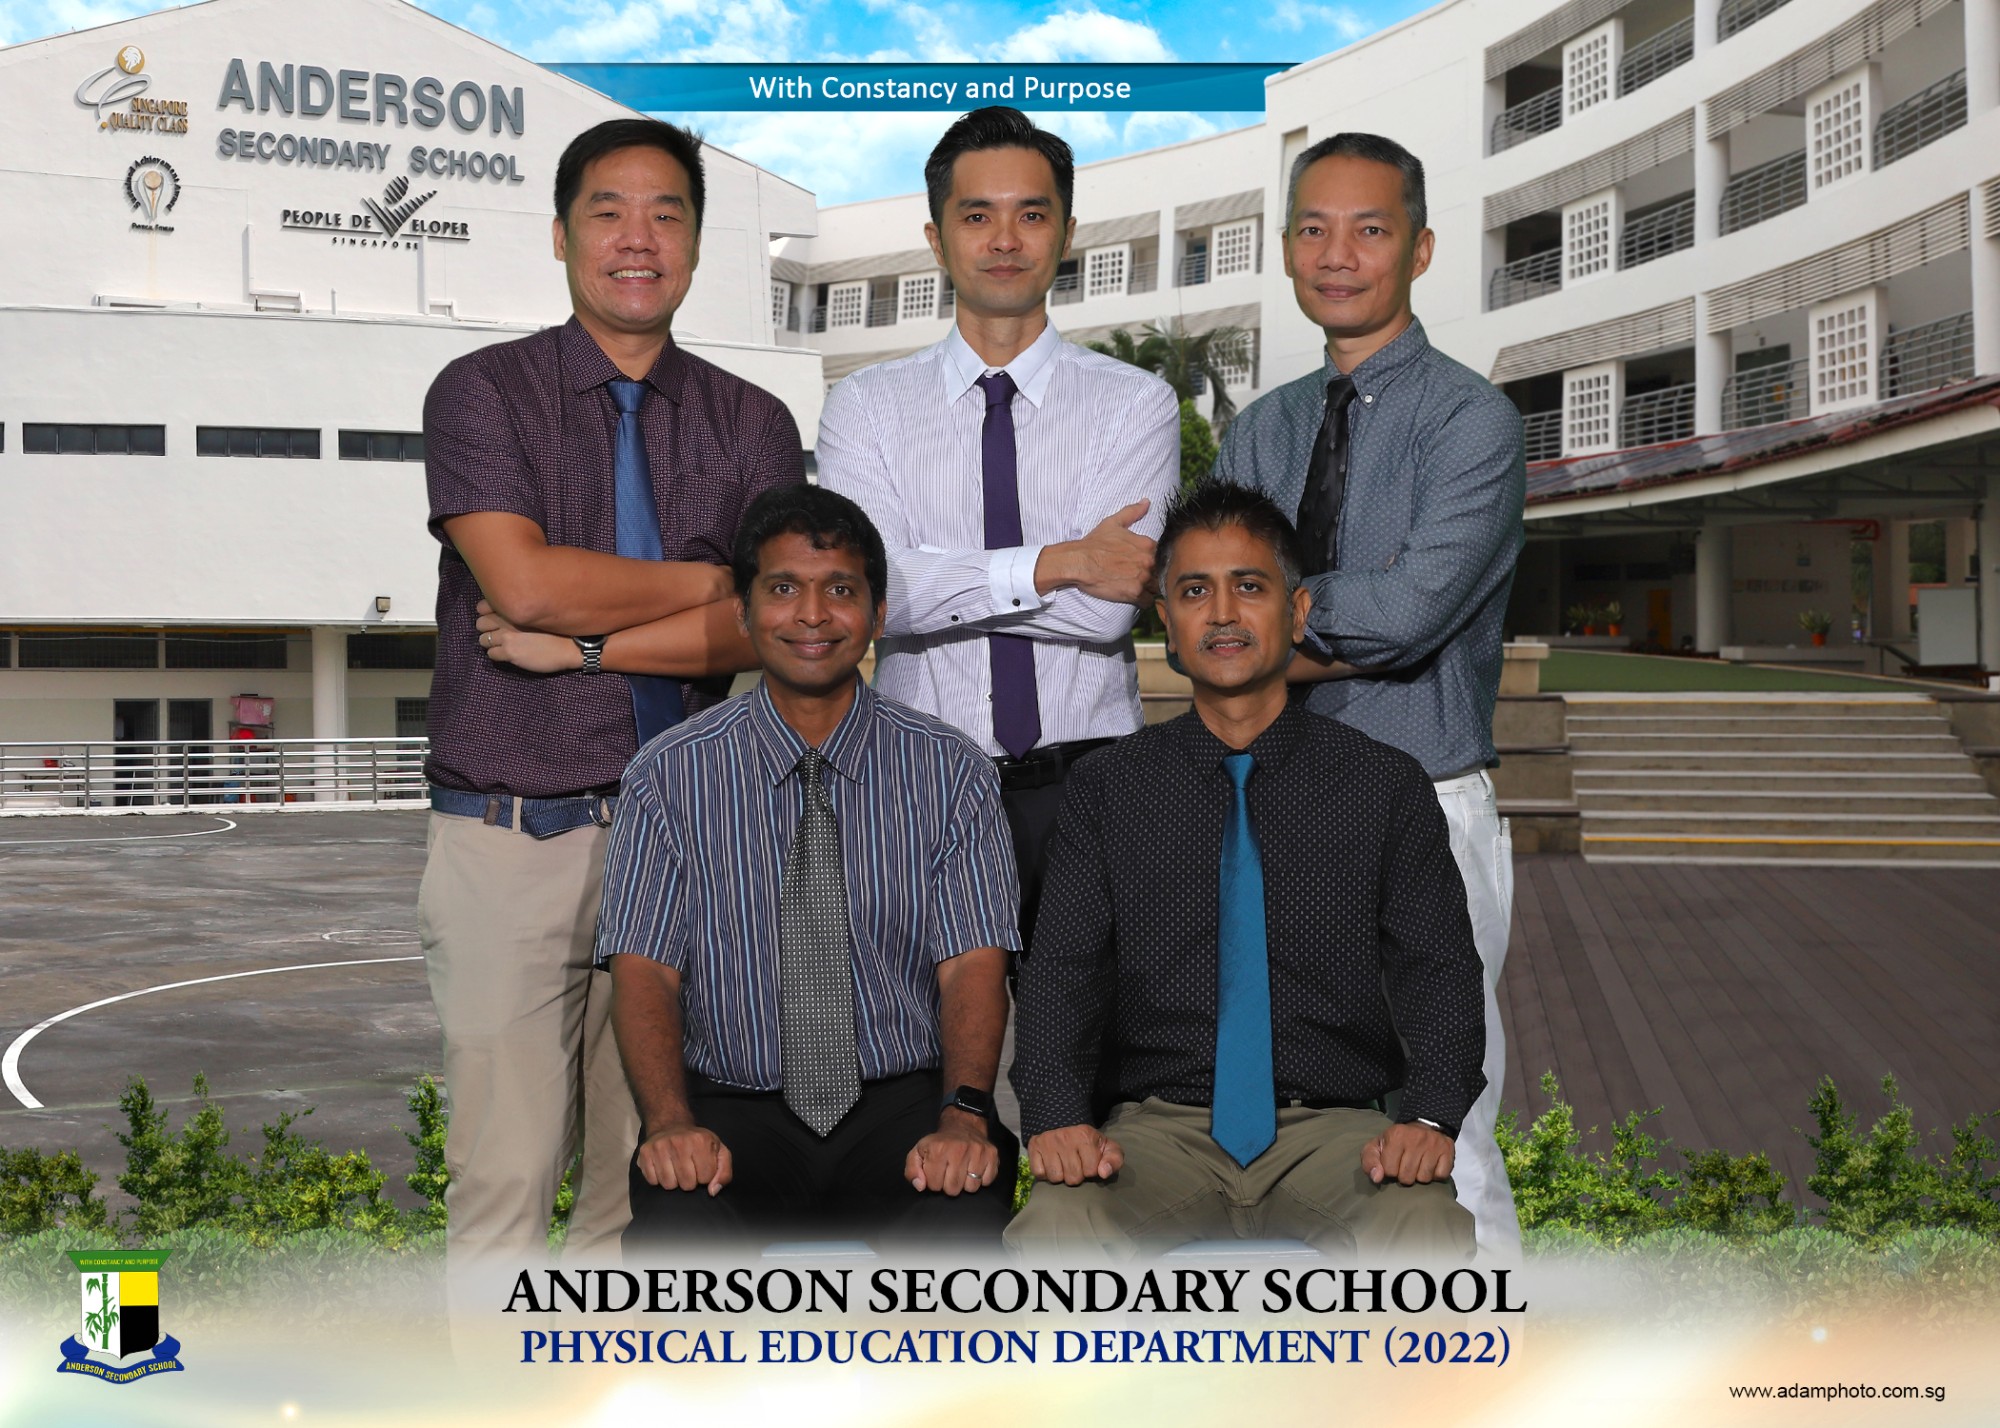 With Constancy and Purpose
ANDERSON
SECONDARY SCHOOL
SINGAPORE
QUALITY CLASS
PEOPLE DEVELOPER
SINGAPORE
WITH CONSTANCY AND PURPOSE
ANDERSON SECONDARY SCHOOL
ANDERSON SECONDARY SCHOOL
PHYSICAL EDUCATION DEPARTMENT (2022)
www.adamphoto.com.sg